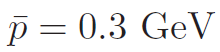 p̄ = 0.3 GeV